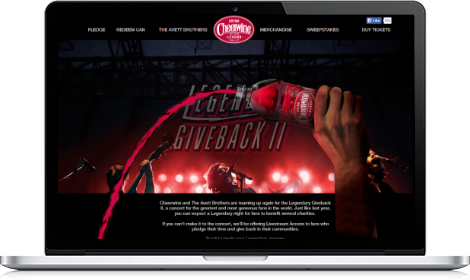 PLEDGE REDEEM CAN THE AVETT BROTHERS Cheerwine LEGEND MERCHANDISE SWEEPSTAKES BUY TICKETS
Like
LEGEND
GIVEBACK II
Cheerwine and The Avett Brothers are teaming up again for the Legendary Giveback
II, a concert for the greatest and most generous fans in the world. Just like last year,
you can expect a Legendary night for fans to benefit several charities.
If you can't make it to the concert, we'll be offering Livestream Access to fans who
pledge their time and give back in their communities.